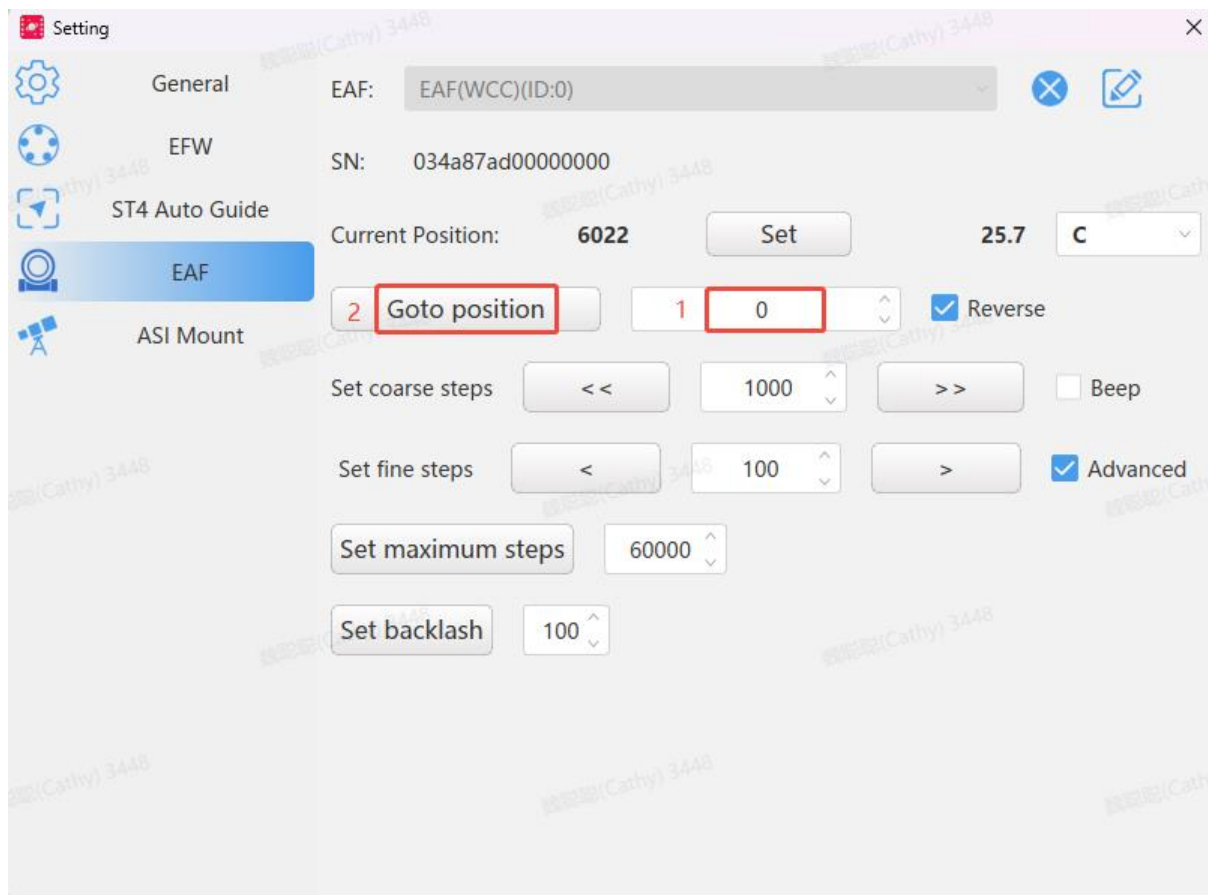 Setting
General
EFW
ST4 Auto Guide
EAF
ASI Mount
EAF: EAF(WCC)(ID:0)
SN: 034a87ad00000000
Current Position: 6022 Set 25.7 C
2 Goto position 1 0 Reverse
Set coarse steps << 1000 >> Beep
Set fine steps < 100 > Advanced
Set maximum steps 60000
Set backlash 100